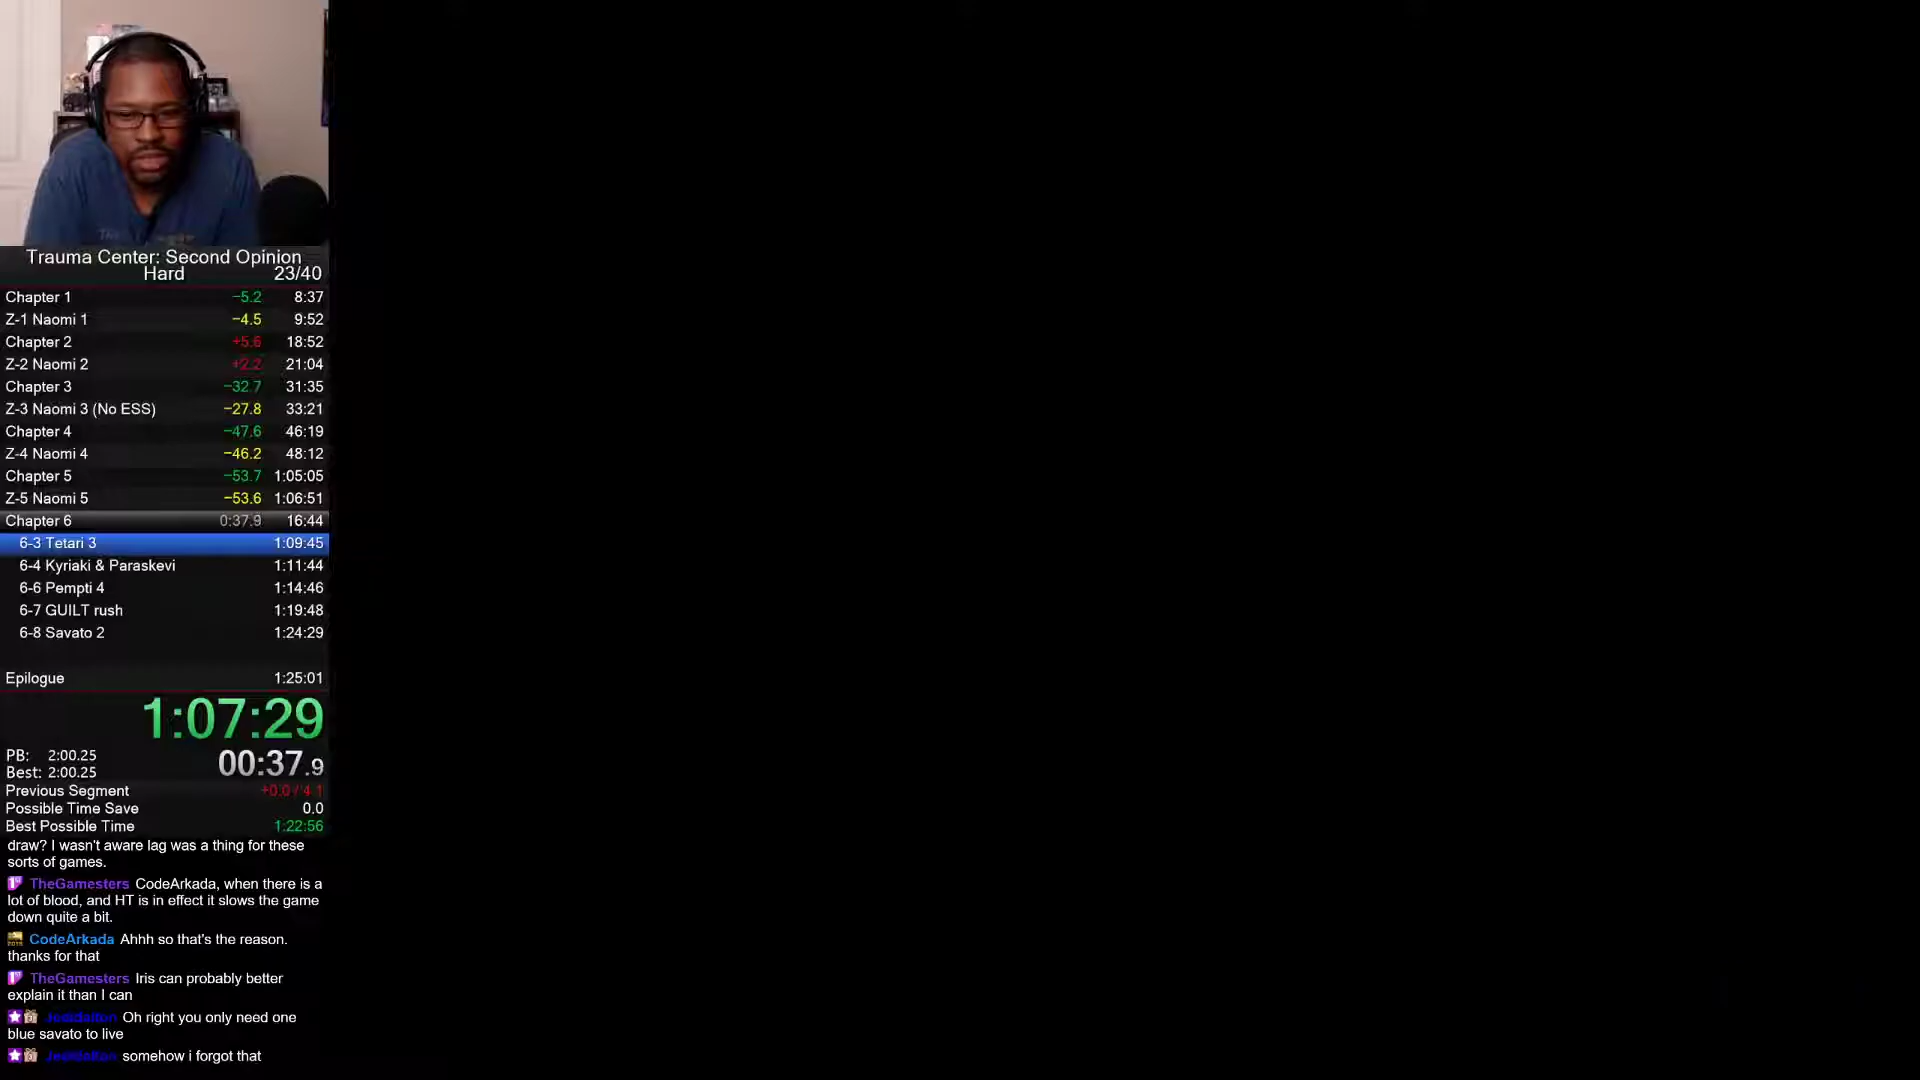 Trauma Center: Second Opinion
Hard 23/40
Chapter 1 −5.2 8:37
Z-1 Naomi 1 −4.5 9:52
Chapter 2 +5.6 18:52
Z-2 Naomi 2 +2.2 21:04
Chapter 3 −32.7 31:35
Z-3 Naomi 3 (No ESS) −27.8 33:21
Chapter 4 −47.6 46:19
Z-4 Naomi 4 −46.2 48:12
Chapter 5 −53.7 1:05:05
Z-5 Naomi 5 −53.6 1:06:51
Chapter 6 0:37.9 16:44
6-3 Tetari 3 1:09:45
6-4 Kyriaki & Paraskevi 1:11:44
6-6 Pempti 4 1:14:46
6-7 GUILT rush 1:19:48
6-8 Savato 2 1:24:29
Epilogue 1:25:01
1:07:29
PB: 2:00.25 00:37.9
Best: 2:00.25
Previous Segment +0.0 / 4.1
Possible Time Save 0.0
Best Possible Time 1:22:56
draw? I wasn't aware lag was a thing for these
sorts of games.
TheGamesters CodeArkada, when there is a
lot of blood, and HT is in effect it slows the game
down quite a bit.
CodeArkada Ahhh so that's the reason.
thanks for that
TheGamesters Iris can probably better
explain it than I can
Oh right you only need one
blue savato to live
somehow i forgot that